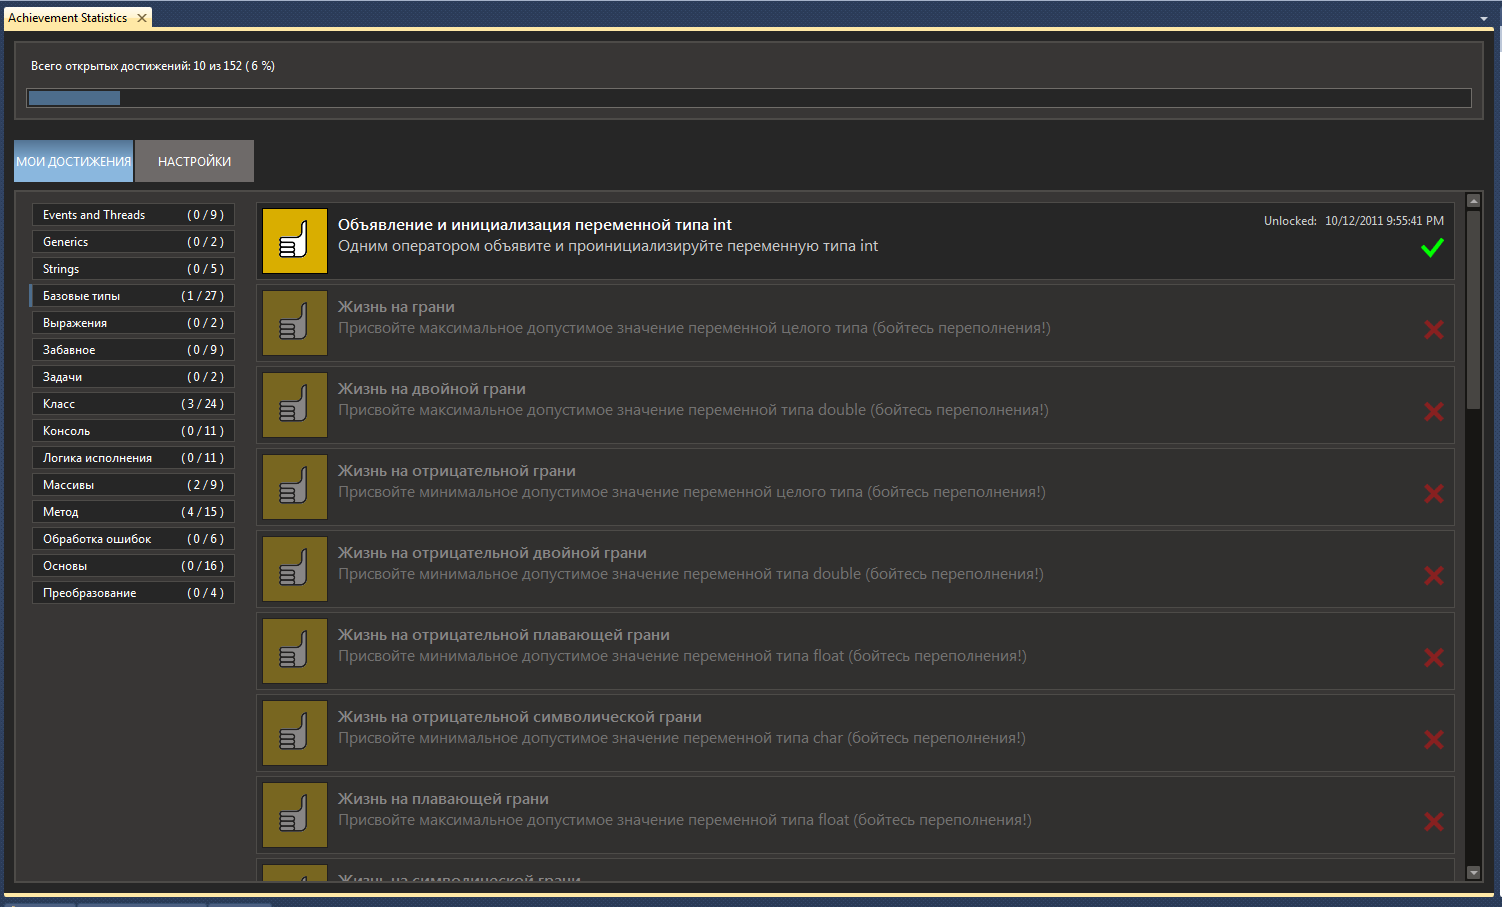 Achievement Statistics
Всего открытых достижений: 10 из 152 ( 6 %)
МОИ ДОСТИЖЕНИЯ НАСТРОЙКИ
Events and Threads ( 0 / 9 )
Generics ( 0 / 2 )
Strings ( 0 / 5 )
Базовые типы ( 1 / 27 )
Выражения ( 0 / 2 )
Забавное ( 0 / 9 )
Задачи ( 0 / 2 )
Класс ( 3 / 24 )
Консоль ( 0 / 11 )
Логика исполнения ( 0 / 11 )
Массивы ( 2 / 9 )
Метод ( 4 / 15 )
Обработка ошибок ( 0 / 6 )
Основы ( 0 / 16 )
Преобразование ( 0 / 4 )
Объявление и инициализация переменной типа int
Одним оператором объявите и проинициализируйте переменную типа int
Unlocked: 10/12/2011 9:55:41 PM
Жизнь на грани
Присвойте максимальное допустимое значение переменной целого типа (бойтесь переполнения!)
Жизнь на двойной грани
Присвойте максимальное допустимое значение переменной типа double (бойтесь переполнения!)
Жизнь на отрицательной грани
Присвойте минимальное допустимое значение переменной целого типа (бойтесь переполнения!)
Жизнь на отрицательной двойной грани
Присвойте минимальное допустимое значение переменной типа double (бойтесь переполнения!)
Жизнь на отрицательной плавающей грани
Присвойте минимальное допустимое значение переменной типа float (бойтесь переполнения!)
Жизнь на отрицательной символической грани
Присвойте минимальное допустимое значение переменной типа char (бойтесь переполнения!)
Жизнь на плавающей грани
Присвойте максимальное допустимое значение переменной типа float (бойтесь переполнения!)
Жизнь на символической грани